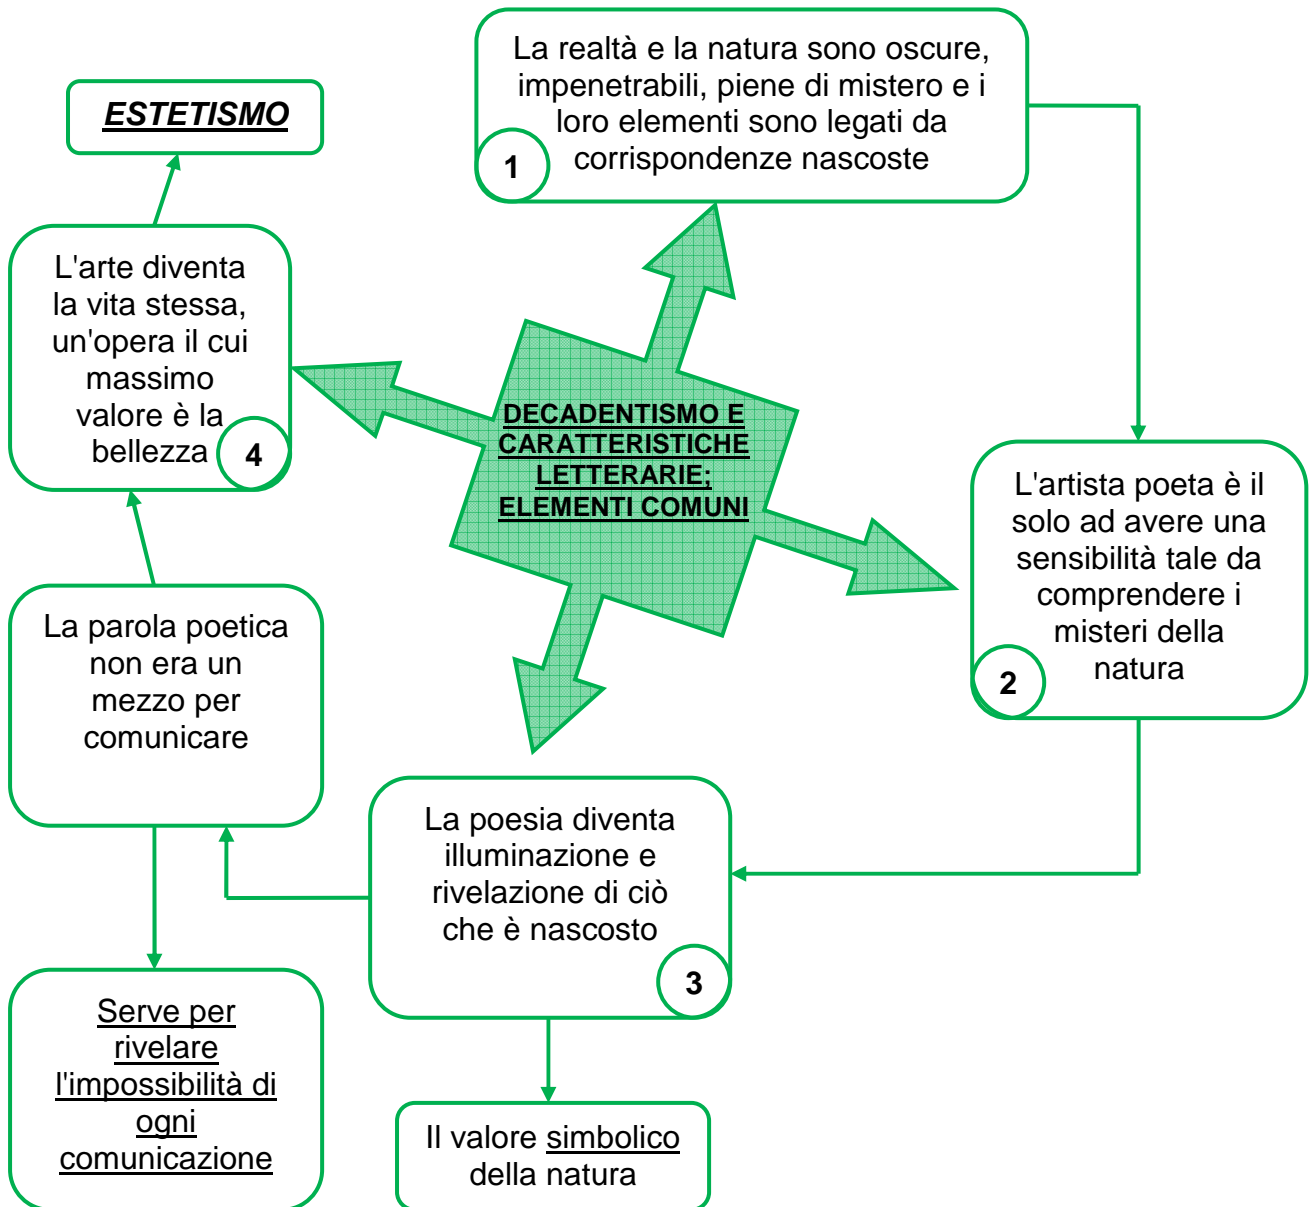 La realtà e la natura sono oscure,
impenetrabili, piene di mistero e i
loro elementi sono legati da
corrispondenze nascoste
1
ESTETISMO
L'arte diventa
la vita stessa,
un'opera il cui
massimo
valore è la
bellezza
4
DECADENTISMO E
CARATTERISTICHE
LETTERARIE;
ELEMENTI COMUNI
L'artista poeta è il
solo ad avere una
sensibilità tale da
comprendere i
misteri della
natura
2
La parola poetica
non era un
mezzo per
comunicare
La poesia diventa
illuminazione e
rivelazione di ciò
che è nascosto
3
Serve per
rivelare
l'impossibilità di
ogni
comunicazione
Il valore simbolico
della natura